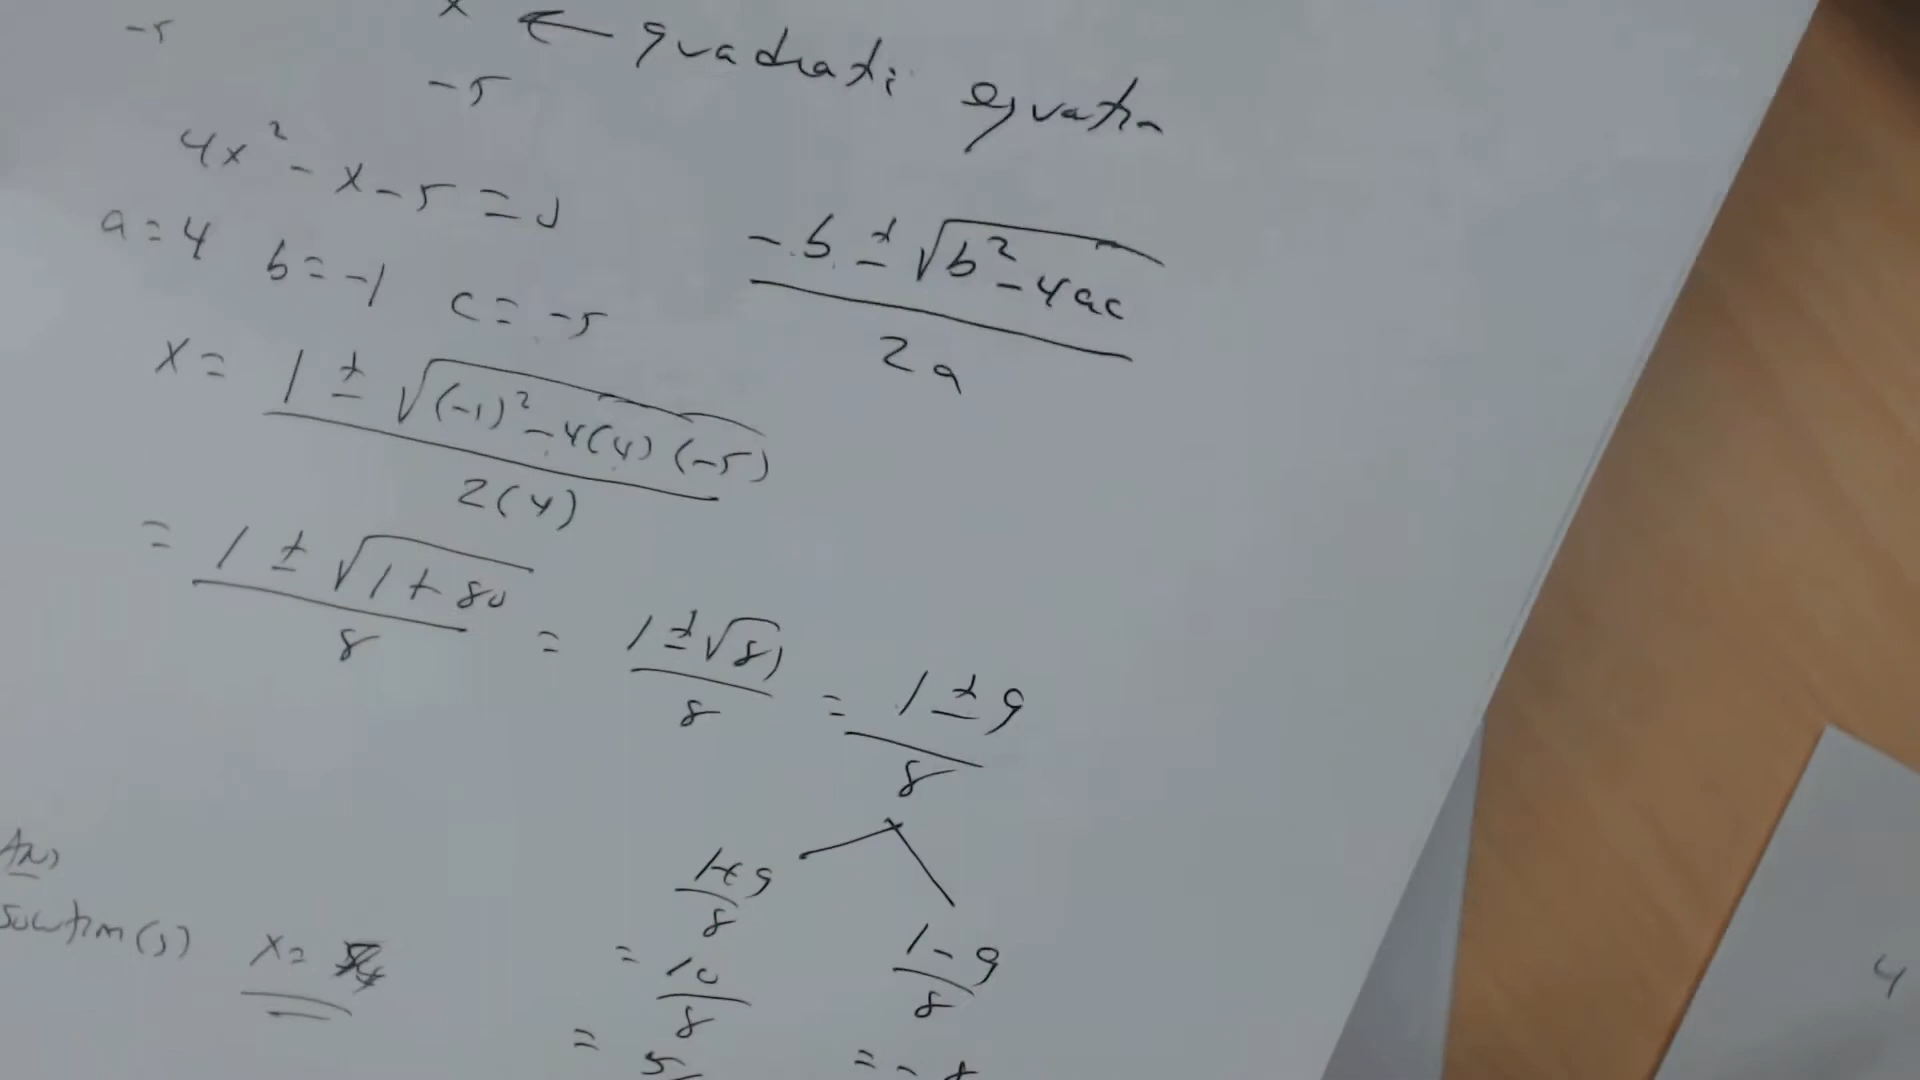 -5
x ← quadratic equation
-5
4x² - x - 5 = 0
a = 4 b = -1 c = -5
-b ± √(b² - 4ac)
2a
x = 1 ± √((-1)² - 4(4)(-5))
2(4)
= 1 ± √(1 + 80)
8
= 1 ± √81
8
= 1 ± 9
8
1+9
8
= 10
8
= 5/
1-9
8
= -
Ans
Solution(s) x =
4